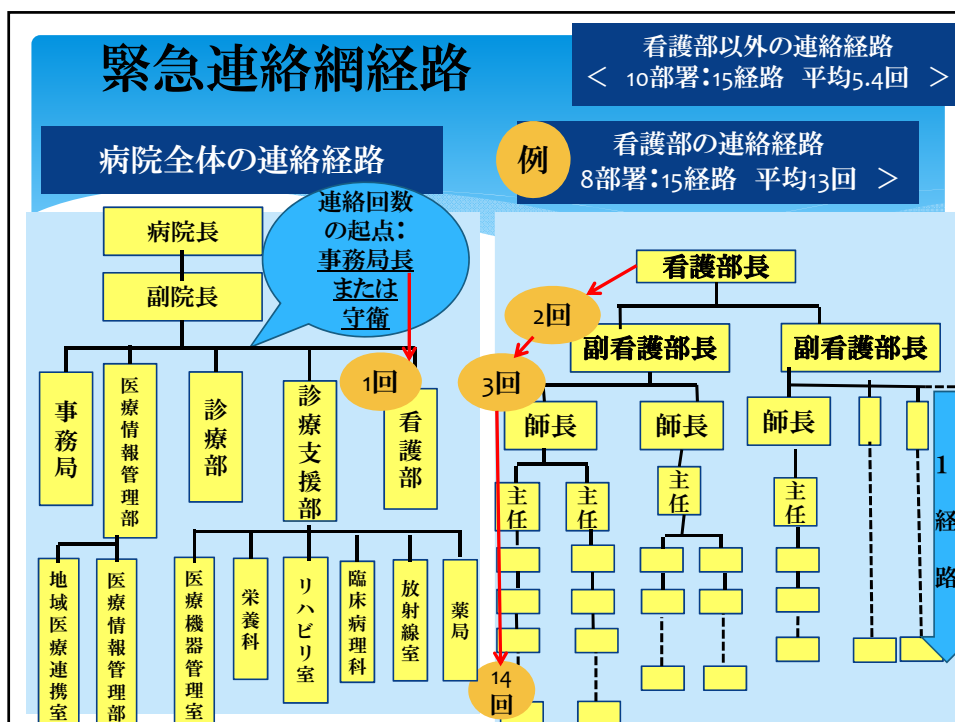 緊急連絡網経路
看護部以外の連絡経路
< 10部署:15経路 平均5.4回 >
病院全体の連絡経路
例
看護部の連絡経路
8部署:15経路 平均13回 >
連絡回数
の起点:
事務局長
または
守衛
病院長
副院長
事務局
医療情報管理部
診療部
診療支援部
1回
看護部
地域医療連携室
医療情報管理部
医療機器管理室
栄養科
リハビリ室
臨床病理科
放射線室
薬局
看護部長
2回
副看護部長
副看護部長
3回
師長
師長
師長
主任
主任
主任
主任
1経路
14
回